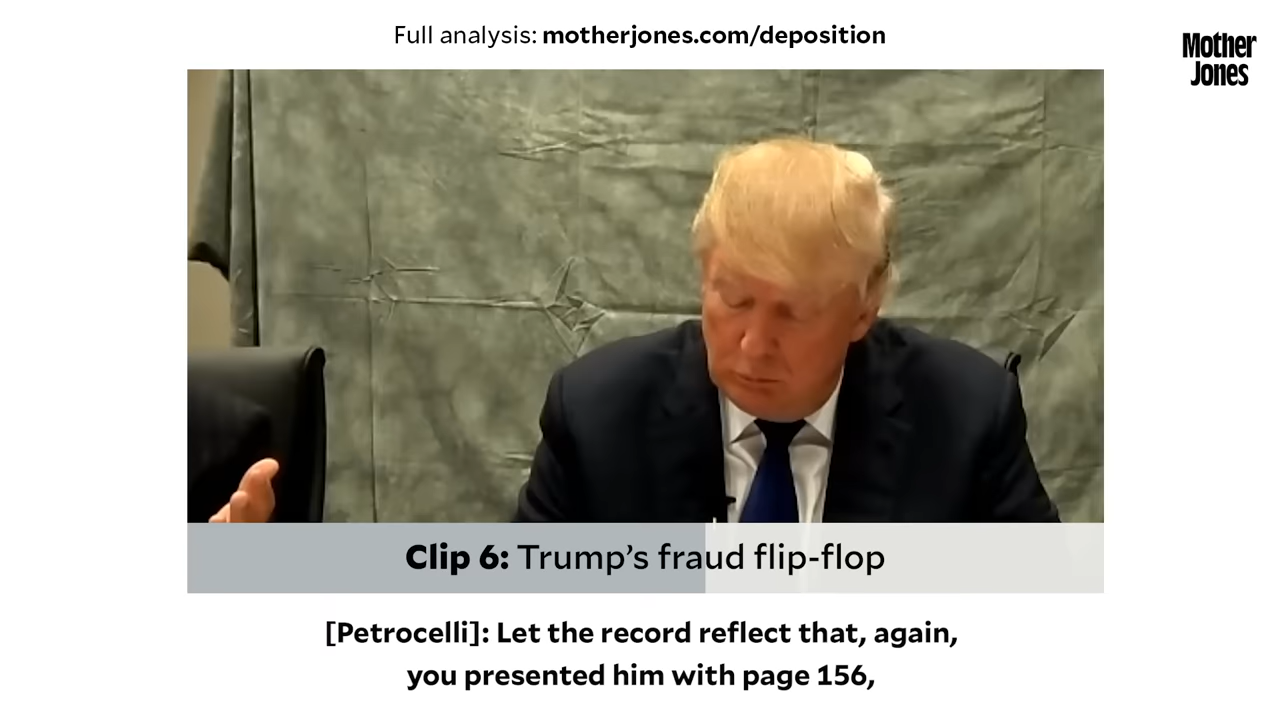 Full analysis: motherjones.com/deposition
Mother
Jones
Clip 6: Trump’s fraud flip-flop
[Petrocelli]: Let the record reflect that, again,
you presented him with page 156,